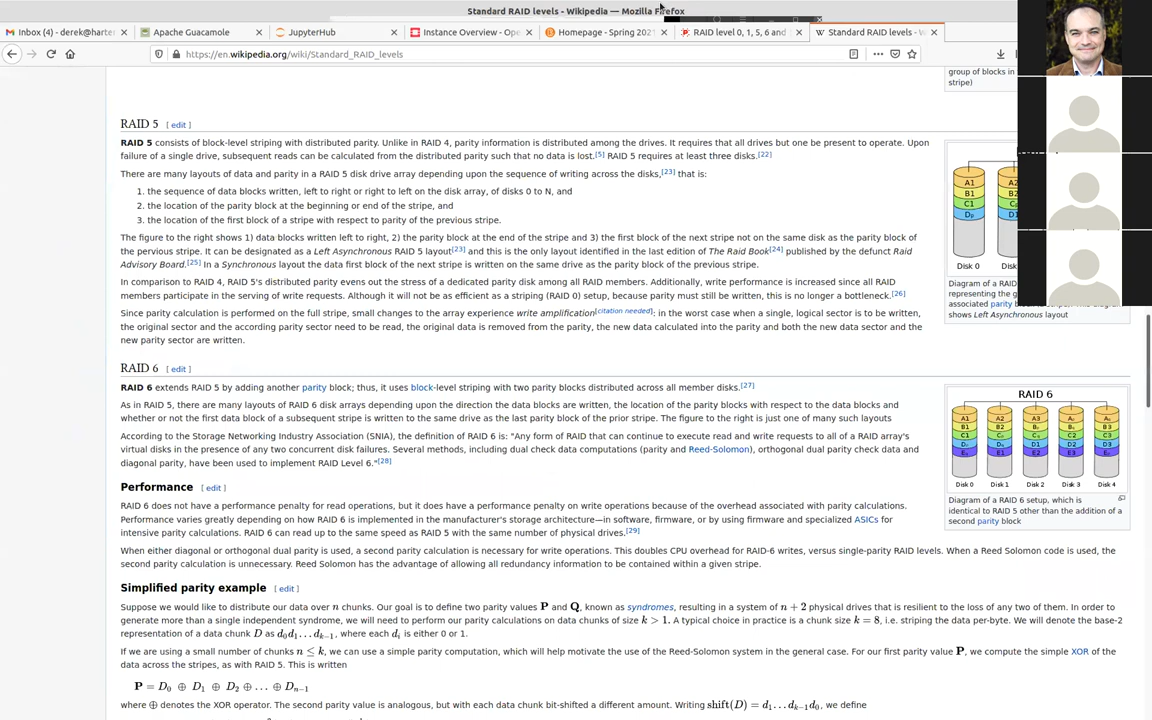 Standard RAID levels - Wikipedia — Mozilla Firefox
Inbox (4) - derek@harter
Apache Guacamole
JupyterHub
Instance Overview - Ope
Homepage - Spring 2021
RAID level 0, 1, 5, 6 and
Standard RAID levels - W
https://en.wikipedia.org/wiki/Standard_RAID_levels
group of blocks in
stripe)
RAID 5 [ edit ]
RAID 5 consists of block-level striping with distributed parity. Unlike in RAID 4, parity information is distributed among the drives. It requires that all drives but one be present to operate. Upon
failure of a single drive, subsequent reads can be calculated from the distributed parity such that no data is lost.[5] RAID 5 requires at least three disks.[22]
There are many layouts of data and parity in a RAID 5 disk drive array depending upon the sequence of writing across the disks,[23] that is:
1. the sequence of data blocks written, left to right or right to left on the disk array, of disks 0 to N, and
2. the location of the parity block at the beginning or end of the stripe, and
3. the location of the first block of a stripe with respect to parity of the previous stripe.
The figure to the right shows 1) data blocks written left to right, 2) the parity block at the end of the stripe and 3) the first block of the next stripe not on the same disk as the parity block of
the pervious stripe. It can be designated as a Left Asynchronous RAID 5 layout[23] and this is the only layout identified in the last edition of The Raid Book[24] published by the defunct Raid
Advisory Board.[25] In a Synchronous layout the data first block of the next stripe is written on the same drive as the parity block of the previous stripe.
In comparison to RAID 4, RAID 5's distributed parity evens out the stress of a dedicated parity disk among all RAID members. Additionally, write performance is increased since all RAID
members participate in the serving of write requests. Although it will not be as efficient as a striping (RAID 0) setup, because parity must still be written, this is no longer a bottleneck.[26]
Since parity calculation is performed on the full stripe, small changes to the array experience write amplification[citation needed]: in the worst case when a single, logical sector is to be written,
the original sector and the according parity sector need to be read, the original data is removed from the parity, the new data calculated into the parity and both the new data sector and the
new parity sector are written.
A1
A2
B1
B
C1
C
Dp
D1
Disk 0
Disk
Diagram of a RAID
representing the g
associated parity
shows Left Asynchronous layout
RAID 6 [ edit ]
RAID 6 extends RAID 5 by adding another parity block; thus, it uses block-level striping with two parity blocks distributed across all member disks.[27]
As in RAID 5, there are many layouts of RAID 6 disk arrays depending upon the direction the data blocks are written, the location of the parity blocks with respect to the data blocks and
whether or not the first data block of a subsequent stripe is written to the same drive as the last parity block of the prior stripe. The figure to the right is just one of many such layouts
According to the Storage Networking Industry Association (SNIA), the definition of RAID 6 is: "Any form of RAID that can continue to execute read and write requests to all of a RAID array's
virtual disks in the presence of any two concurrent disk failures. Several methods, including dual check data computations (parity and Reed-Solomon), orthogonal dual parity check data and
diagonal parity, have been used to implement RAID Level 6."[28]
RAID 6
A1 A2 A3 Ap Aq
B1 B2 Bp Bq B3
C1 Cp Cq C2 C3
Dp Dq D1 D2 D3
Eq E1 E2 E3 Ep
Disk 0 Disk 1 Disk 2 Disk 3 Disk 4
Diagram of a RAID 6 setup, which is
identical to RAID 5 other than the addition of a
second parity block
Performance [ edit ]
RAID 6 does not have a performance penalty for read operations, but it does have a performance penalty on write operations because of the overhead associated with parity calculations.
Performance varies greatly depending on how RAID 6 is implemented in the manufacturer's storage architecture—in software, firmware, or by using firmware and specialized ASICs for
intensive parity calculations. RAID 6 can read up to the same speed as RAID 5 with the same number of physical drives.[29]
When either diagonal or orthogonal dual parity is used, a second parity calculation is necessary for write operations. This doubles CPU overhead for RAID-6 writes, versus single-parity RAID levels. When a Reed Solomon code is used, the
second parity calculation is unnecessary. Reed Solomon has the advantage of allowing all redundancy information to be contained within a given stripe.
Simplified parity example [ edit ]
Suppose we would like to distribute our data over n chunks. Our goal is to define two parity values P and Q, known as syndromes, resulting in a system of n + 2 physical drives that is resilient to the loss of any two of them. In order to
generate more than a single independent syndrome, we will need to perform our parity calculations on data chunks of size k > 1. A typical choice in practice is a chunk size k = 8, i.e. striping the data per-byte. We will denote the base-2
representation of a data chunk D as d₀d₁…dₖ₋₁, where each dᵢ is either 0 or 1.
If we are using a small number of chunks n ≤ k, we can use a simple parity computation, which will help motivate the use of the Reed-Solomon system in the general case. For our first parity value P, we compute the simple XOR of the
data across the stripes, as with RAID 5. This is written
P = D₀ ⊕ D₁ ⊕ D₂ ⊕ … ⊕ Dₙ₋₁
where ⊕ denotes the XOR operator. The second parity value is analogous, but with each data chunk bit-shifted a different amount. Writing shift(D) = d₁…dₖ₋₁d₀, we define